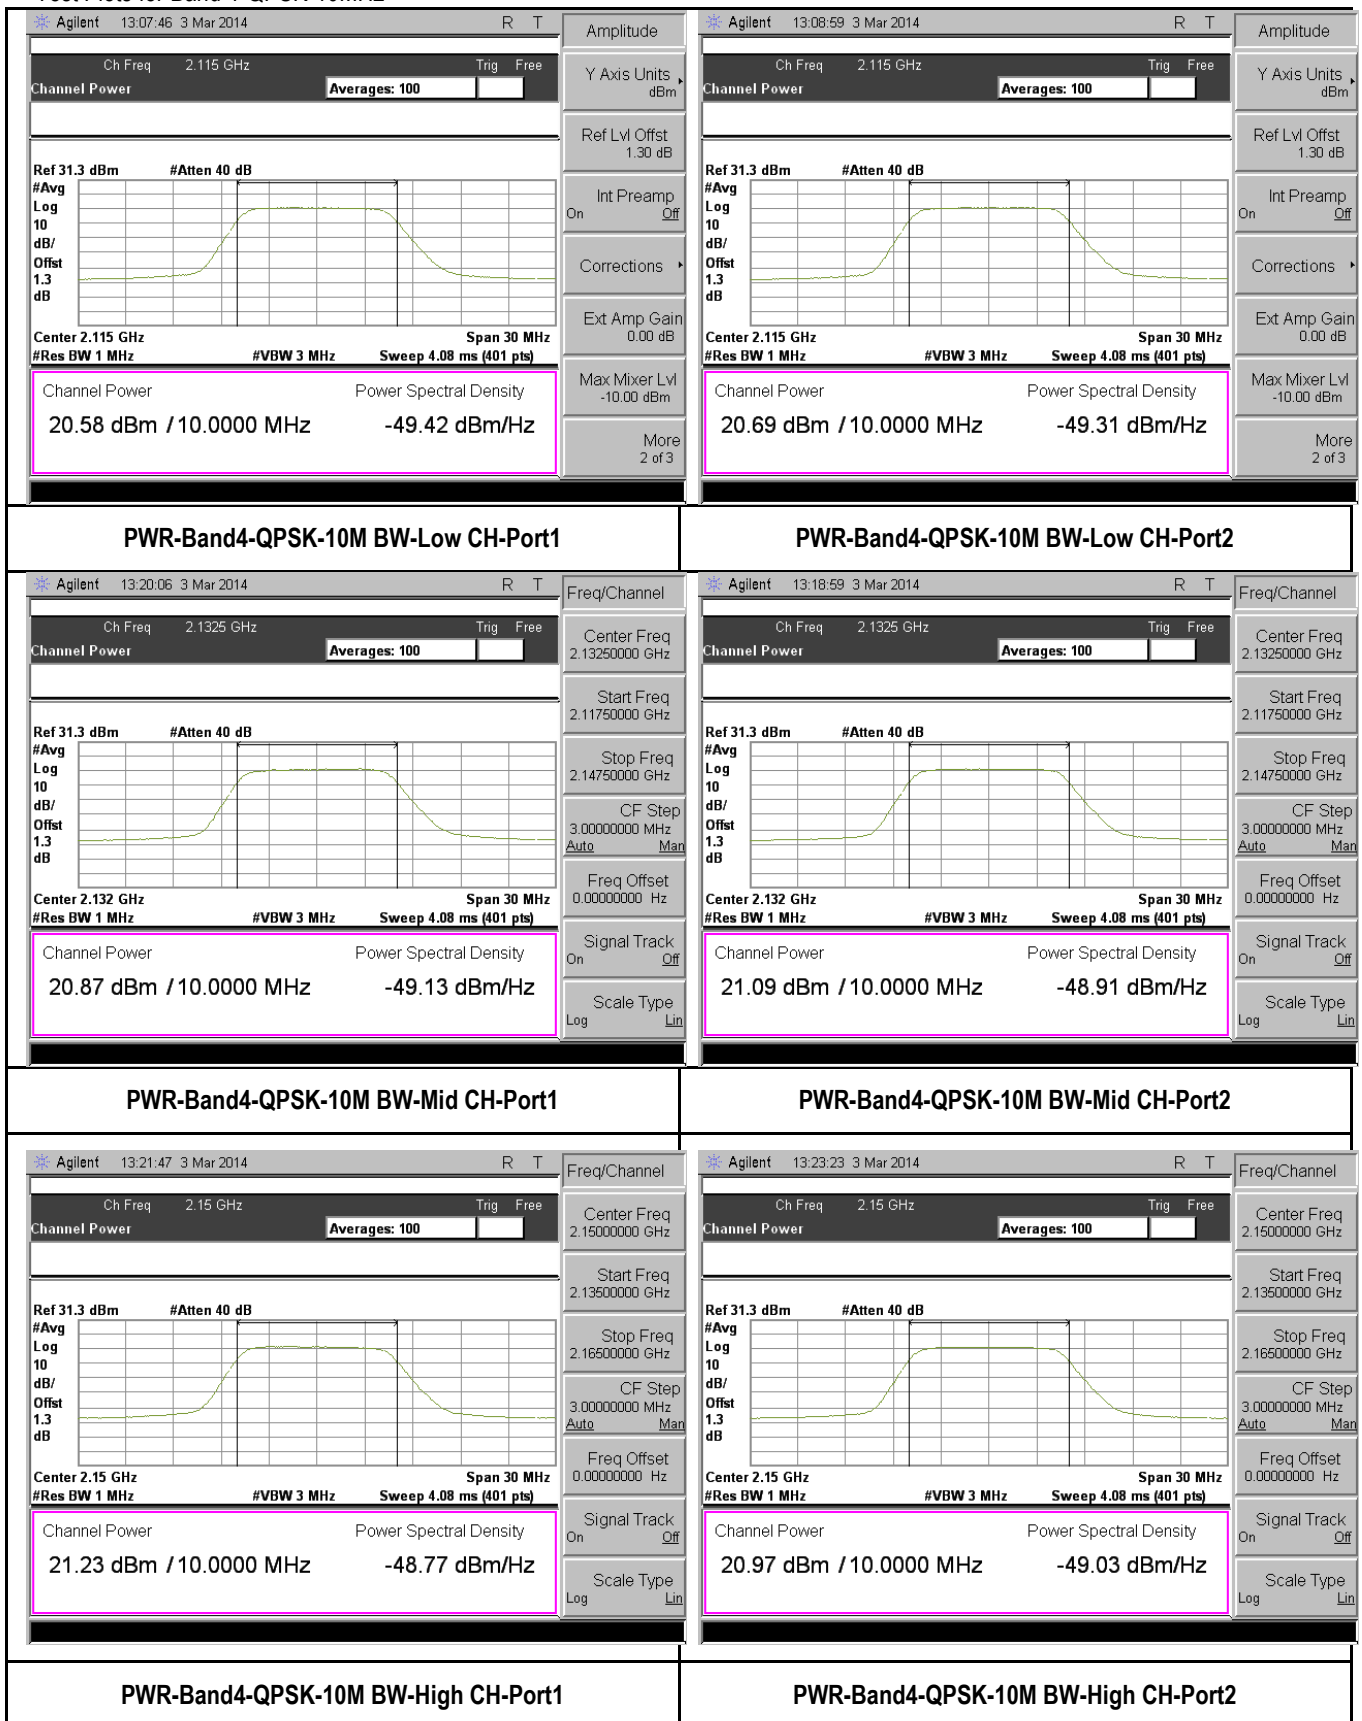 Agilent 13:07:46 3 Mar 2014 R T
Amplitude
Ch Freq 2.115 GHz Trig Free
Channel Power Averages: 100
Y Axis Units
dBm
Ref Lvl Offst
1.30 dB
Ref 31.3 dBm #Atten 40 dB
#Avg
Log
10
dB/
Offst
1.3
dB
Int Preamp
On Off
Corrections
Ext Amp Gain
0.00 dB
Center 2.115 GHz Span 30 MHz
#Res BW 1 MHz #VBW 3 MHz Sweep 4.08 ms (401 pts)
Max Mixer Lvl
-10.00 dBm
Channel Power Power Spectral Density
20.58 dBm / 10.0000 MHz -49.42 dBm/Hz
More
2 of 3
Agilent 13:08:59 3 Mar 2014 R T
Amplitude
Ch Freq 2.115 GHz Trig Free
Channel Power Averages: 100
Y Axis Units
dBm
Ref Lvl Offst
1.30 dB
Ref 31.3 dBm #Atten 40 dB
#Avg
Log
10
dB/
Offst
1.3
dB
Int Preamp
On Off
Corrections
Ext Amp Gain
0.00 dB
Center 2.115 GHz Span 30 MHz
#Res BW 1 MHz #VBW 3 MHz Sweep 4.08 ms (401 pts)
Max Mixer Lvl
-10.00 dBm
Channel Power Power Spectral Density
20.69 dBm / 10.0000 MHz -49.31 dBm/Hz
More
2 of 3
PWR-Band4-QPSK-10M BW-Low CH-Port1
PWR-Band4-QPSK-10M BW-Low CH-Port2
Agilent 13:20:06 3 Mar 2014 R T
Freq/Channel
Ch Freq 2.1325 GHz Trig Free
Channel Power Averages: 100
Center Freq
2.13250000 GHz
Start Freq
2.11750000 GHz
Ref 31.3 dBm #Atten 40 dB
#Avg
Log
10
dB/
Offst
1.3
dB
Stop Freq
2.14750000 GHz
CF Step
3.00000000 MHz
Auto Man
Freq Offset
0.00000000 Hz
Center 2.132 GHz Span 30 MHz
#Res BW 1 MHz #VBW 3 MHz Sweep 4.08 ms (401 pts)
Signal Track
On Off
Channel Power Power Spectral Density
20.87 dBm / 10.0000 MHz -49.13 dBm/Hz
Scale Type
Log Lin
Agilent 13:18:59 3 Mar 2014 R T
Freq/Channel
Ch Freq 2.1325 GHz Trig Free
Channel Power Averages: 100
Center Freq
2.13250000 GHz
Start Freq
2.11750000 GHz
Ref 31.3 dBm #Atten 40 dB
#Avg
Log
10
dB/
Offst
1.3
dB
Stop Freq
2.14750000 GHz
CF Step
3.00000000 MHz
Auto Man
Freq Offset
0.00000000 Hz
Center 2.132 GHz Span 30 MHz
#Res BW 1 MHz #VBW 3 MHz Sweep 4.08 ms (401 pts)
Signal Track
On Off
Channel Power Power Spectral Density
21.09 dBm / 10.0000 MHz -48.91 dBm/Hz
Scale Type
Log Lin
PWR-Band4-QPSK-10M BW-Mid CH-Port1
PWR-Band4-QPSK-10M BW-Mid CH-Port2
Agilent 13:21:47 3 Mar 2014 R T
Freq/Channel
Ch Freq 2.15 GHz Trig Free
Channel Power Averages: 100
Center Freq
2.15000000 GHz
Start Freq
2.13500000 GHz
Ref 31.3 dBm #Atten 40 dB
#Avg
Log
10
dB/
Offst
1.3
dB
Stop Freq
2.16500000 GHz
CF Step
3.00000000 MHz
Auto Man
Freq Offset
0.00000000 Hz
Center 2.15 GHz Span 30 MHz
#Res BW 1 MHz #VBW 3 MHz Sweep 4.08 ms (401 pts)
Signal Track
On Off
Channel Power Power Spectral Density
21.23 dBm / 10.0000 MHz -48.77 dBm/Hz
Scale Type
Log Lin
Agilent 13:23:23 3 Mar 2014 R T
Freq/Channel
Ch Freq 2.15 GHz Trig Free
Channel Power Averages: 100
Center Freq
2.15000000 GHz
Start Freq
2.13500000 GHz
Ref 31.3 dBm #Atten 40 dB
#Avg
Log
10
dB/
Offst
1.3
dB
Stop Freq
2.16500000 GHz
CF Step
3.00000000 MHz
Auto Man
Freq Offset
0.00000000 Hz
Center 2.15 GHz Span 30 MHz
#Res BW 1 MHz #VBW 3 MHz Sweep 4.08 ms (401 pts)
Signal Track
On Off
Channel Power Power Spectral Density
20.97 dBm / 10.0000 MHz -49.03 dBm/Hz
Scale Type
Log Lin
PWR-Band4-QPSK-10M BW-High CH-Port1
PWR-Band4-QPSK-10M BW-High CH-Port2